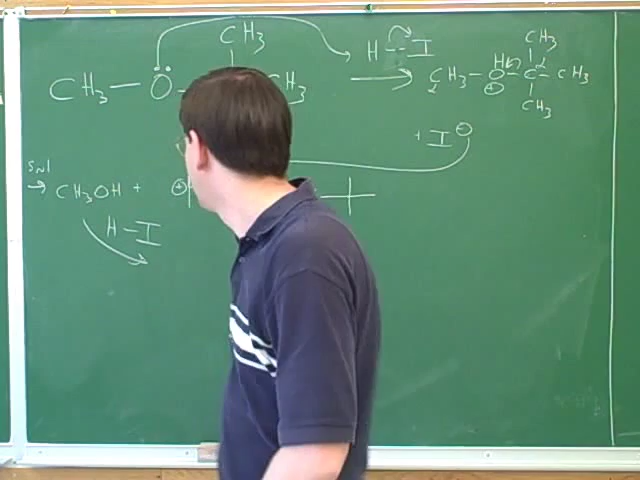 CH3
H--I
CH3
CH3—Ö— CH3 → CH3—O—C—CH3
H
⊕
CH3
+ I⊖
SN1
→ CH3OH + ⊕
H—I